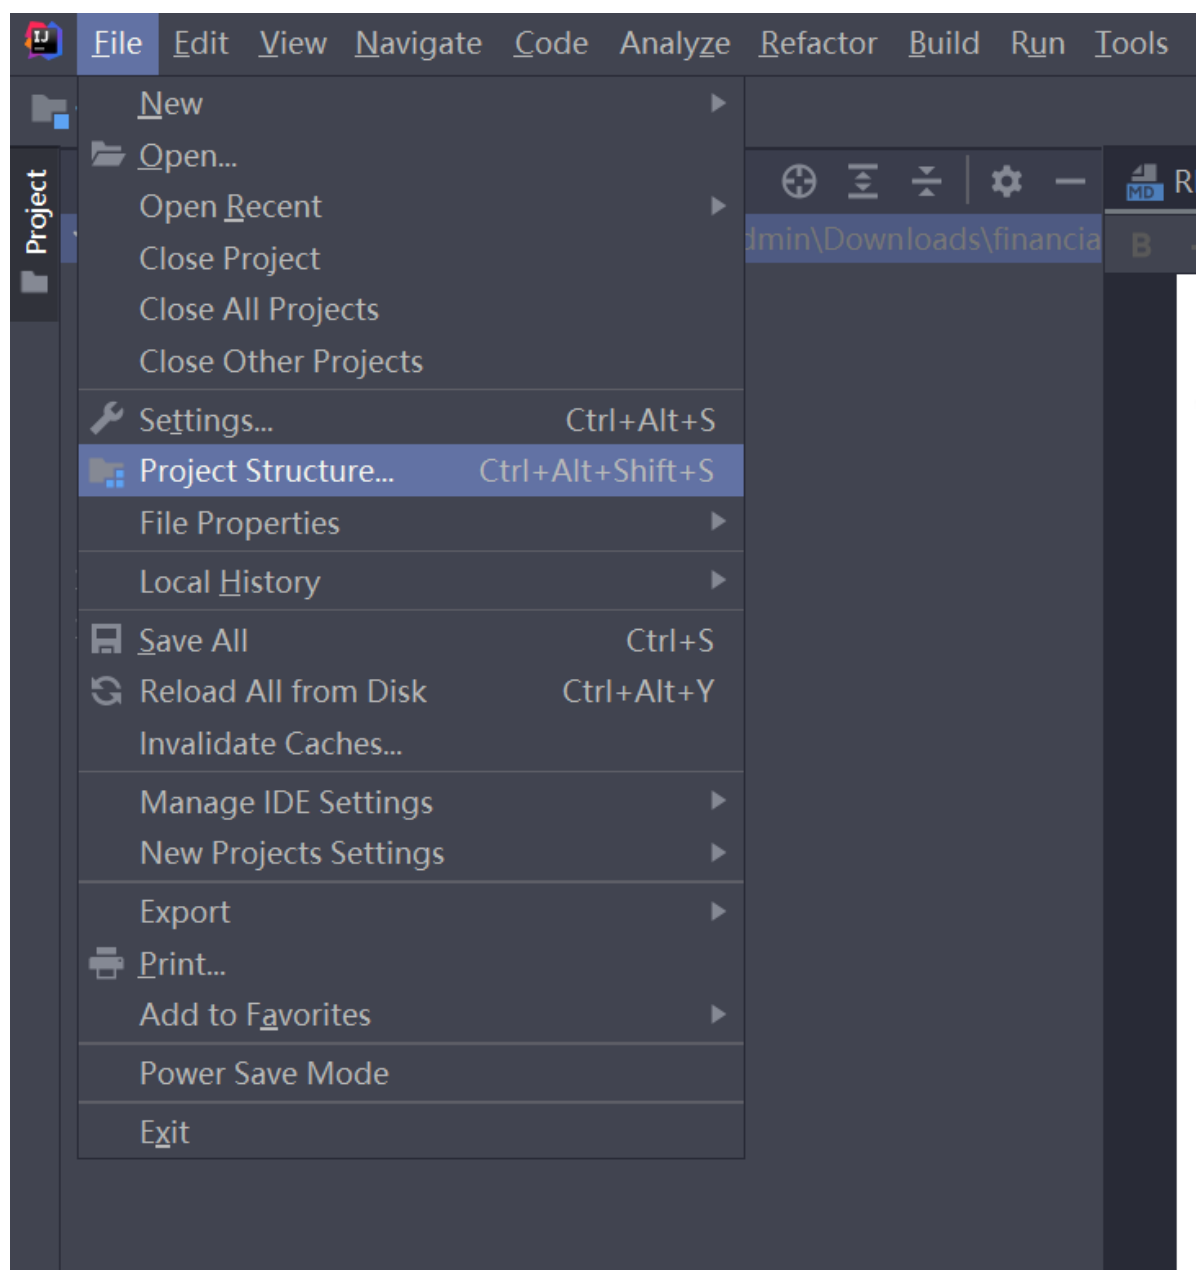 IJ File Edit View Navigate Code Analyze Refactor Build Run Tools
New
Open...
Open Recent
Close Project
Close All Projects
Close Other Projects
Settings... Ctrl+Alt+S
Project Structure... Ctrl+Alt+Shift+S
File Properties
Local History
Save All Ctrl+S
Reload All from Disk Ctrl+Alt+Y
Invalidate Caches...
Manage IDE Settings
New Projects Settings
Export
Print...
Add to Favorites
Power Save Mode
Exit
Project
dmin\Downloads\financia
MD R
B